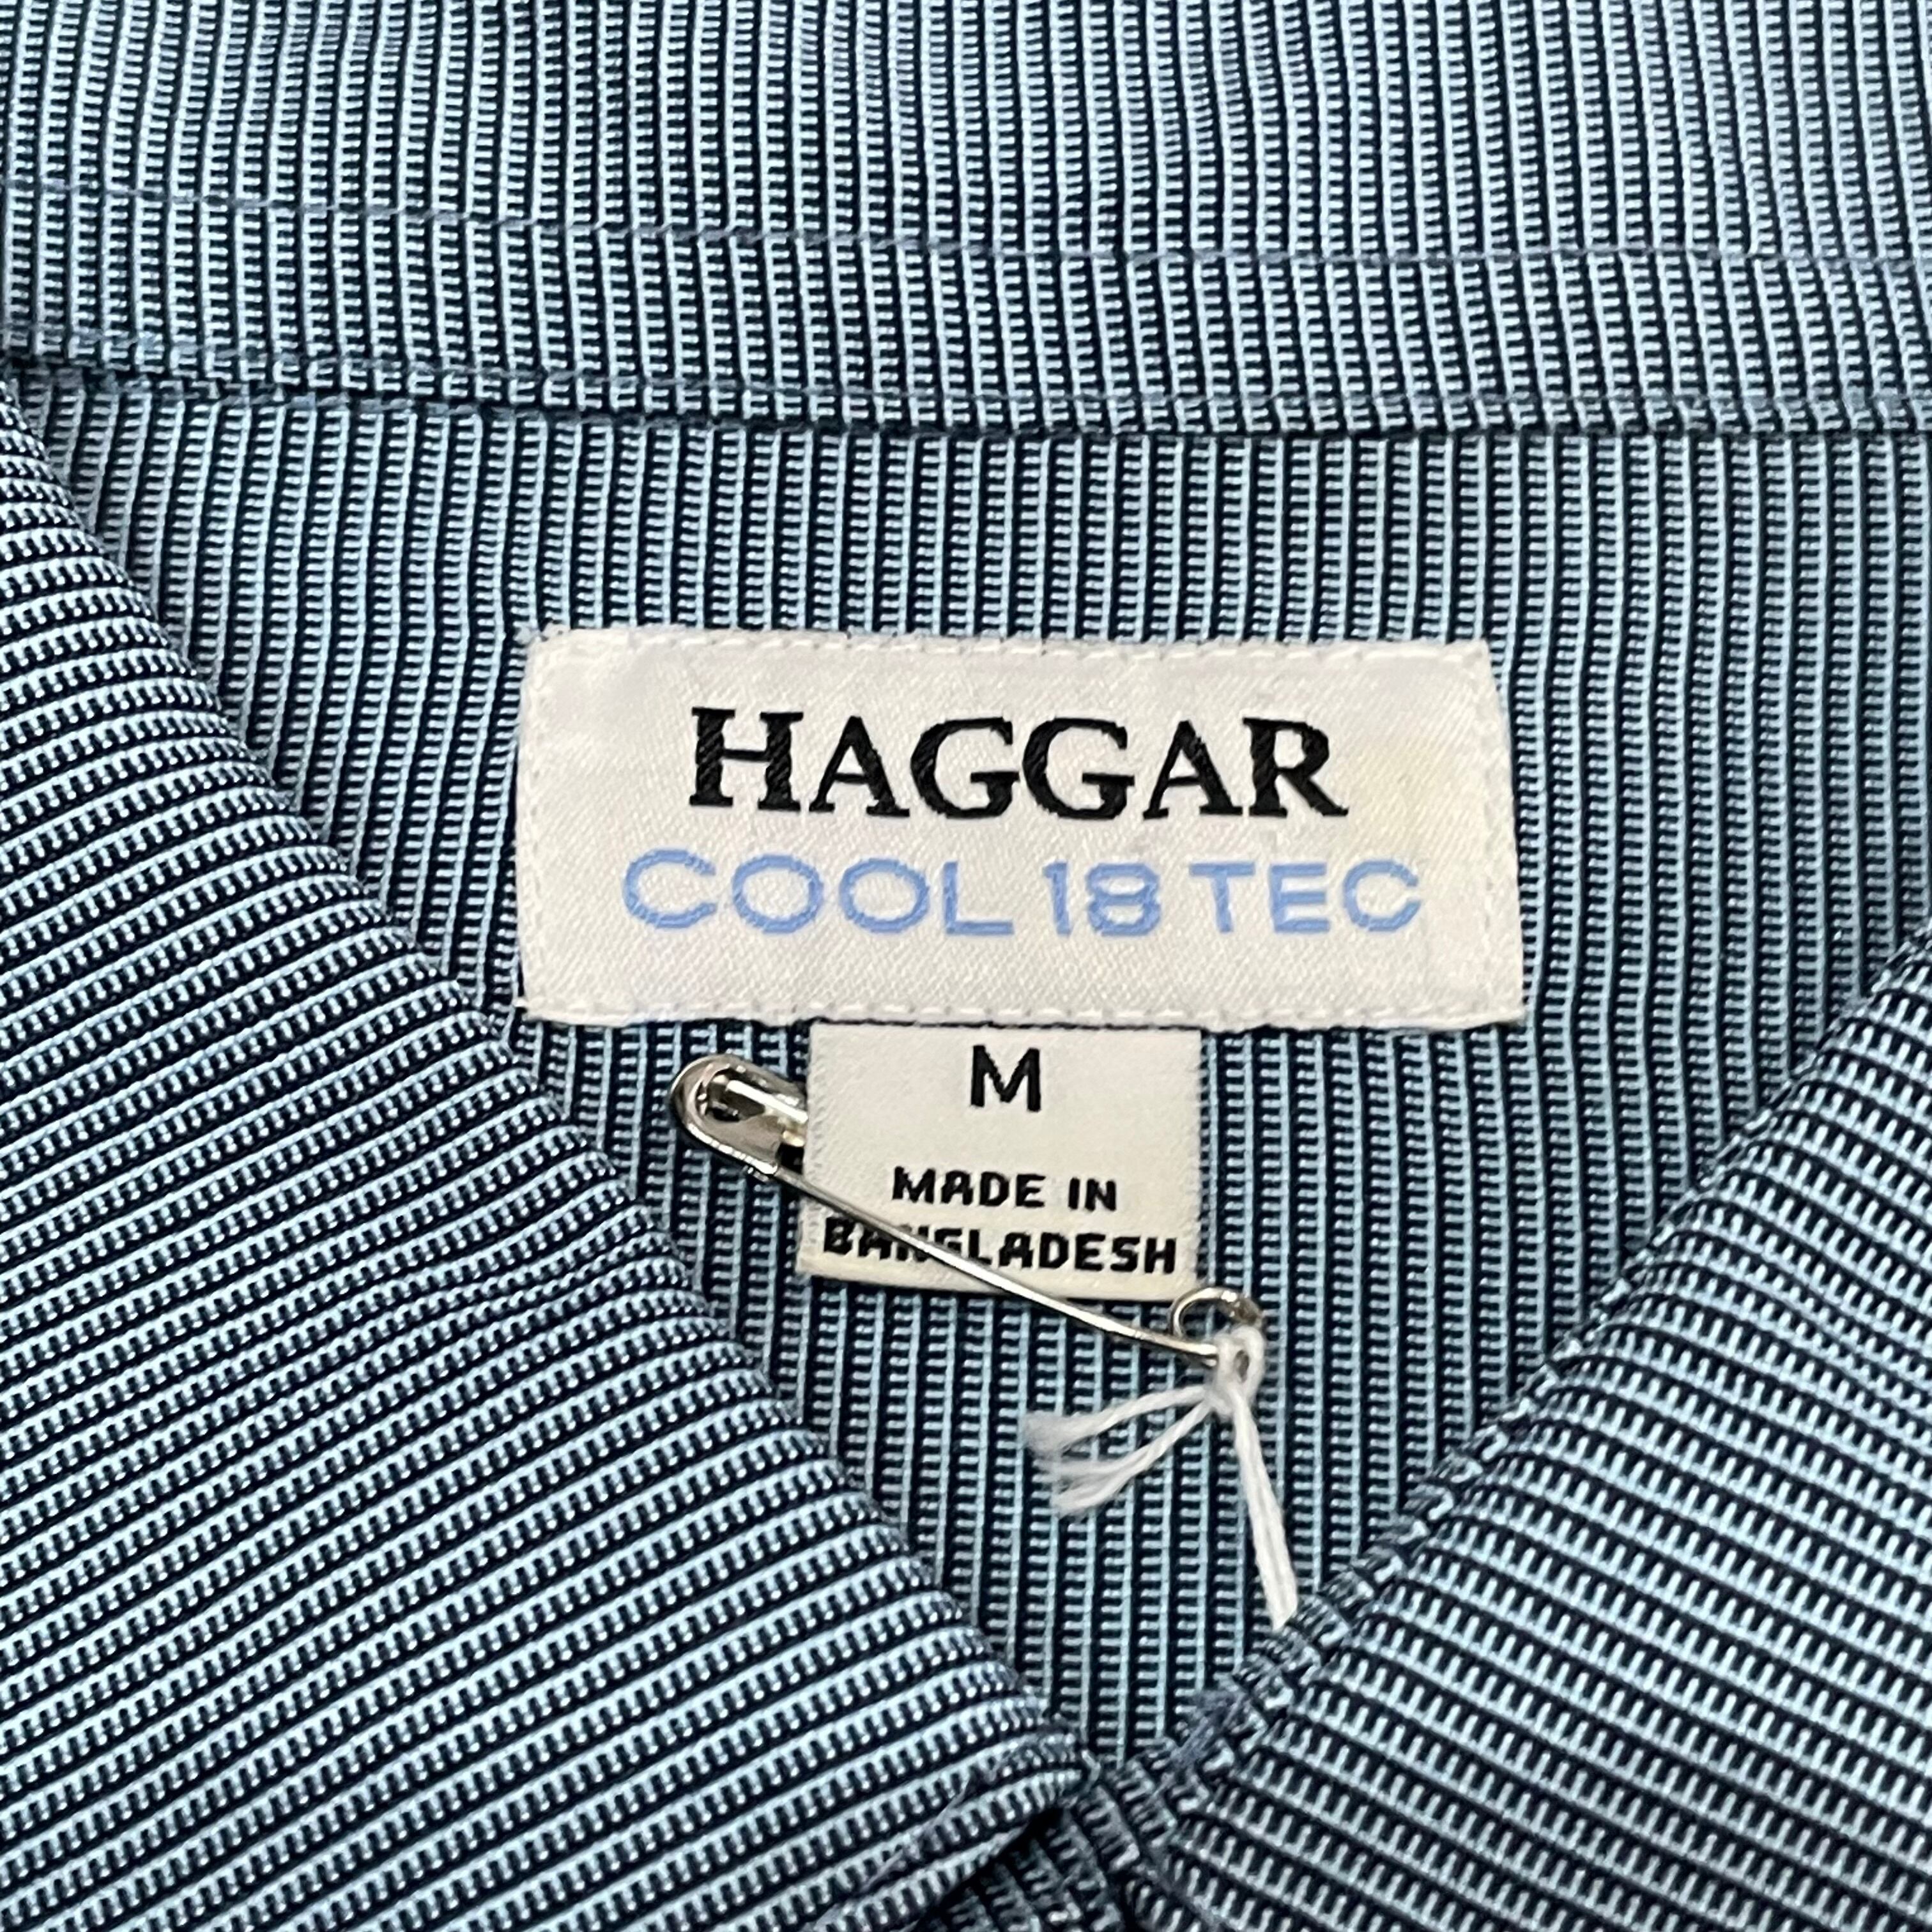 HAGGAR
COOL 18 TEC
M
MADE IN
BANGLADESH